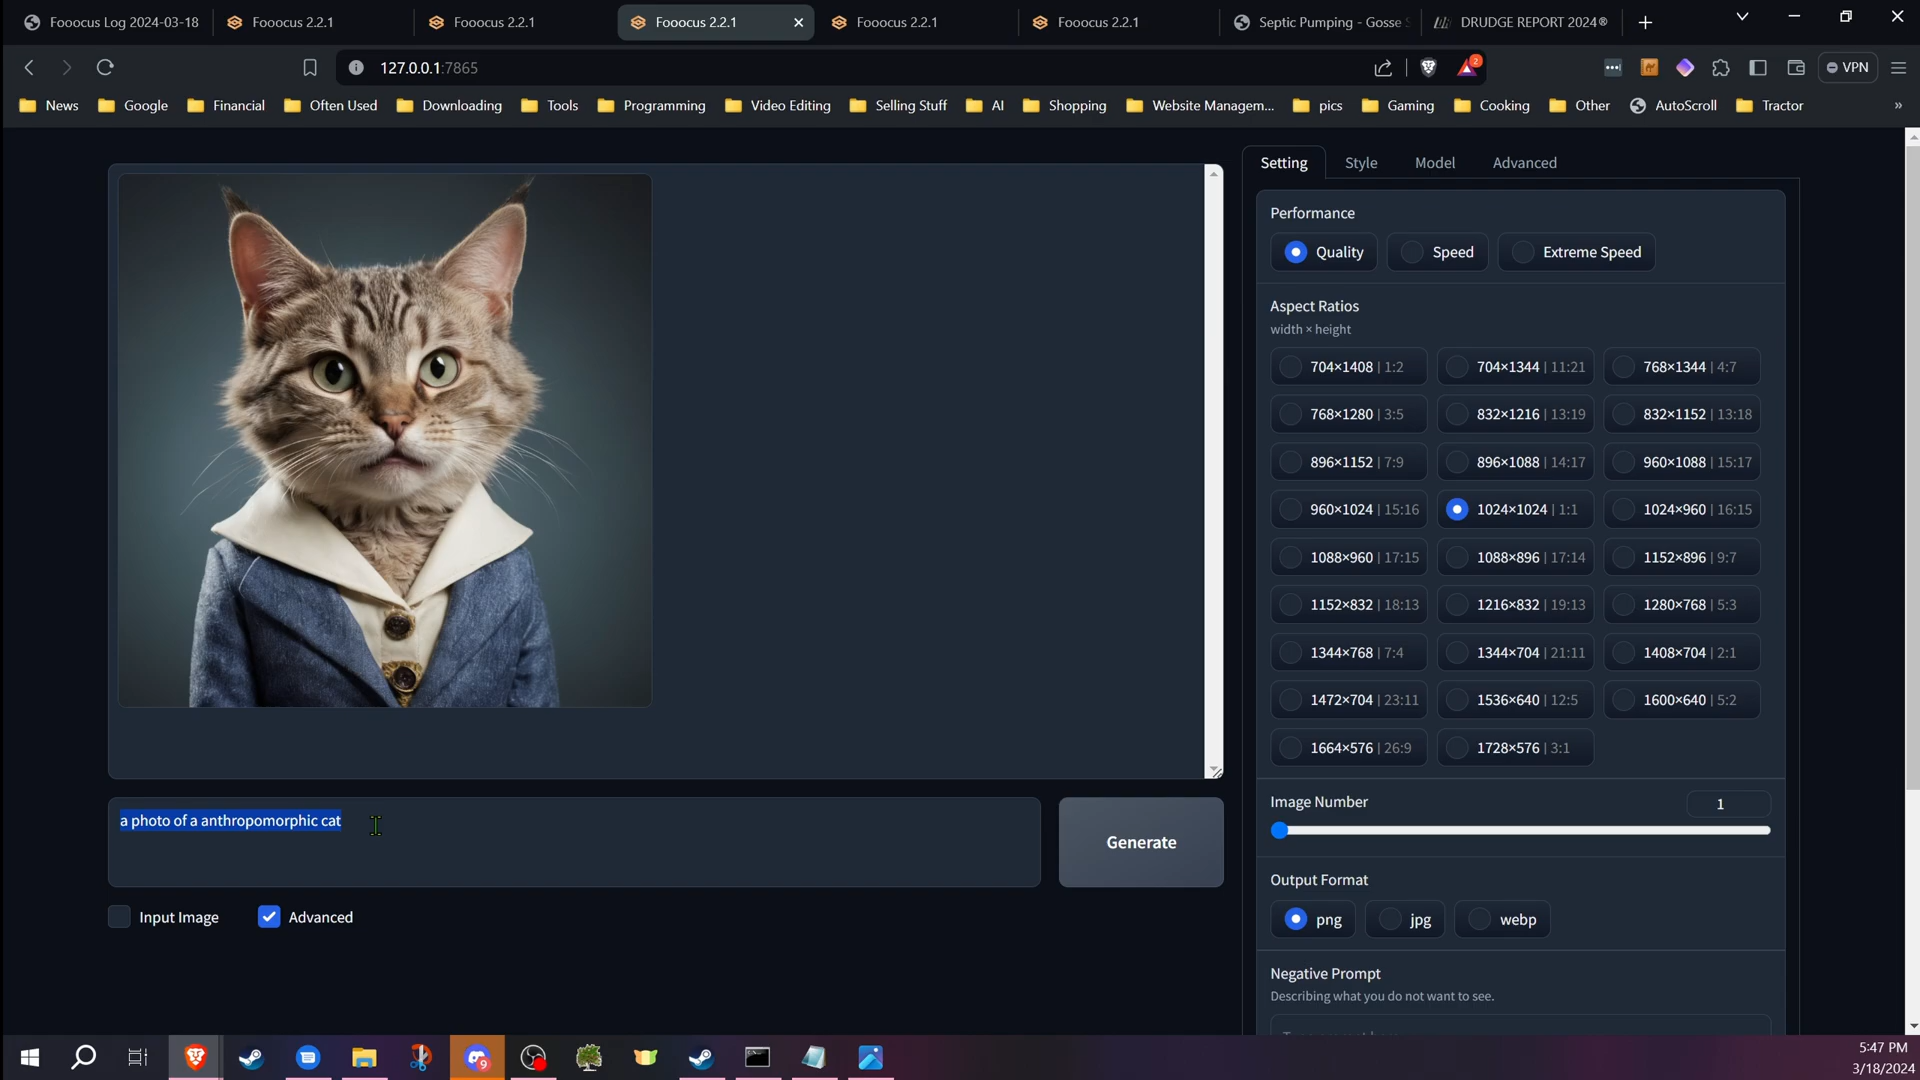 Fooocus Log 2024-03-18
Fooocus 2.2.1
Fooocus 2.2.1
Fooocus 2.2.1
Fooocus 2.2.1
Fooocus 2.2.1
Septic Pumping - Gosse
DRUDGE REPORT 2024®
127.0.0.1:7865
2
VPN
News
Google
Financial
Often Used
Downloading
Tools
Programming
Video Editing
Selling Stuff
AI
Shopping
Website Managem...
pics
Gaming
Cooking
Other
AutoScroll
Tractor
»
Setting
Style
Model
Advanced
Performance
Quality
Speed
Extreme Speed
Aspect Ratios
width × height
704×1408 | 1:2
704×1344 | 11:21
768×1344 | 4:7
768×1280 | 3:5
832×1216 | 13:19
832×1152 | 13:18
896×1152 | 7:9
896×1088 | 14:17
960×1088 | 15:17
960×1024 | 15:16
1024×1024 | 1:1
1024×960 | 16:15
1088×960 | 17:15
1088×896 | 17:14
1152×896 | 9:7
1152×832 | 18:13
1216×832 | 19:13
1280×768 | 5:3
1344×768 | 7:4
1344×704 | 21:11
1408×704 | 2:1
1472×704 | 23:11
1536×640 | 12:5
1600×640 | 5:2
1664×576 | 26:9
1728×576 | 3:1
Image Number
1
a photo of a anthropomorphic cat
Generate
Input Image
Advanced
Output Format
png
jpg
webp
Negative Prompt
Describing what you do not want to see.
9
5:47 PM
3/18/2024